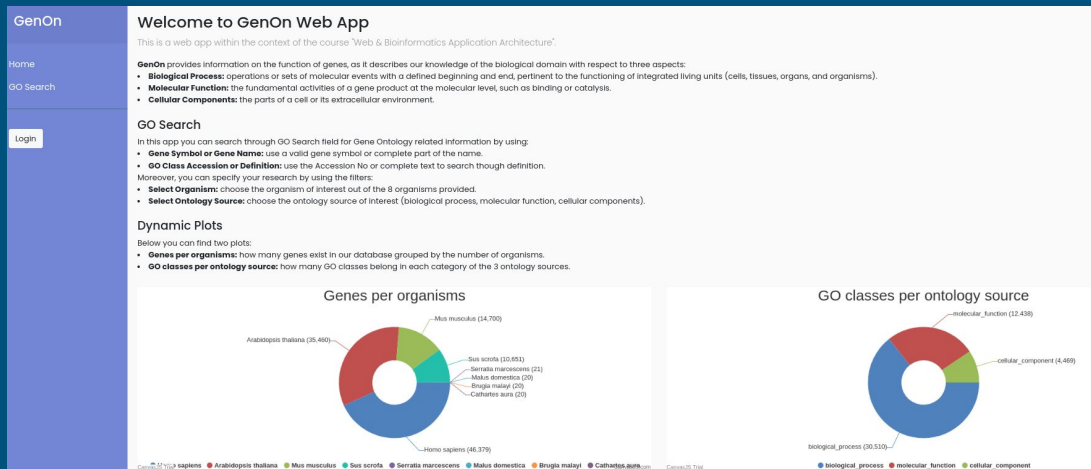 GenOn
Home
GO Search
Login
Welcome to GenOn Web App
This is a web app within the context of the course "Web & Bioinformatics Application Architecture".
GenOn provides information on the function of genes, as it describes our knowledge of the biological domain with respect to three aspects:
• Biological Process: operations or sets of molecular events with a defined beginning and end, pertinent to the functioning of integrated living units (cells, tissues, organs, and organisms).
• Molecular Function: the fundamental activities of a gene product at the molecular level, such as binding or catalysis.
• Cellular Components: the parts of a cell or its extracellular environment.
GO Search
In this app you can search through GO Search field for Gene Ontology related information by using:
• Gene Symbol or Gene Name: use a valid gene symbol or complete part of the name.
• GO Class Accession or Definition: use the Accession No or complete text to search though definition.
Moreover, you can specify your research by using the filters:
• Select Organism: choose the organism of interest out of the 8 organisms provided.
• Select Ontology Source: choose the ontology source of interest (biological process, molecular function, cellular components).
Dynamic Plots
Below you can find two plots:
• Genes per organisms: how many genes exist in our database grouped by the number of organisms.
• GO classes per ontology source: how many GO classes belong in each category of the 3 ontology sources.
Genes per organisms
Mus musculus (14,700)
Arabidopsis thaliana (35,460)
Sus scrofa (10,651)
Serratia marcescens (21)
Malus domestica (20)
Brugia malayi (20)
Cathartes aura (20)
Homo sapiens (46,379)
sapiens Arabidopsis thaliana Mus musculus Sus scrofa Serratia marcescens Malus domestica Brugia malayi Cathartes aura
GO classes per ontology source
molecular_function (12,438)
cellular_component (4,469)
biological_process (30,510)
CanvasJS Trial
biological_process molecular_function cellular_component